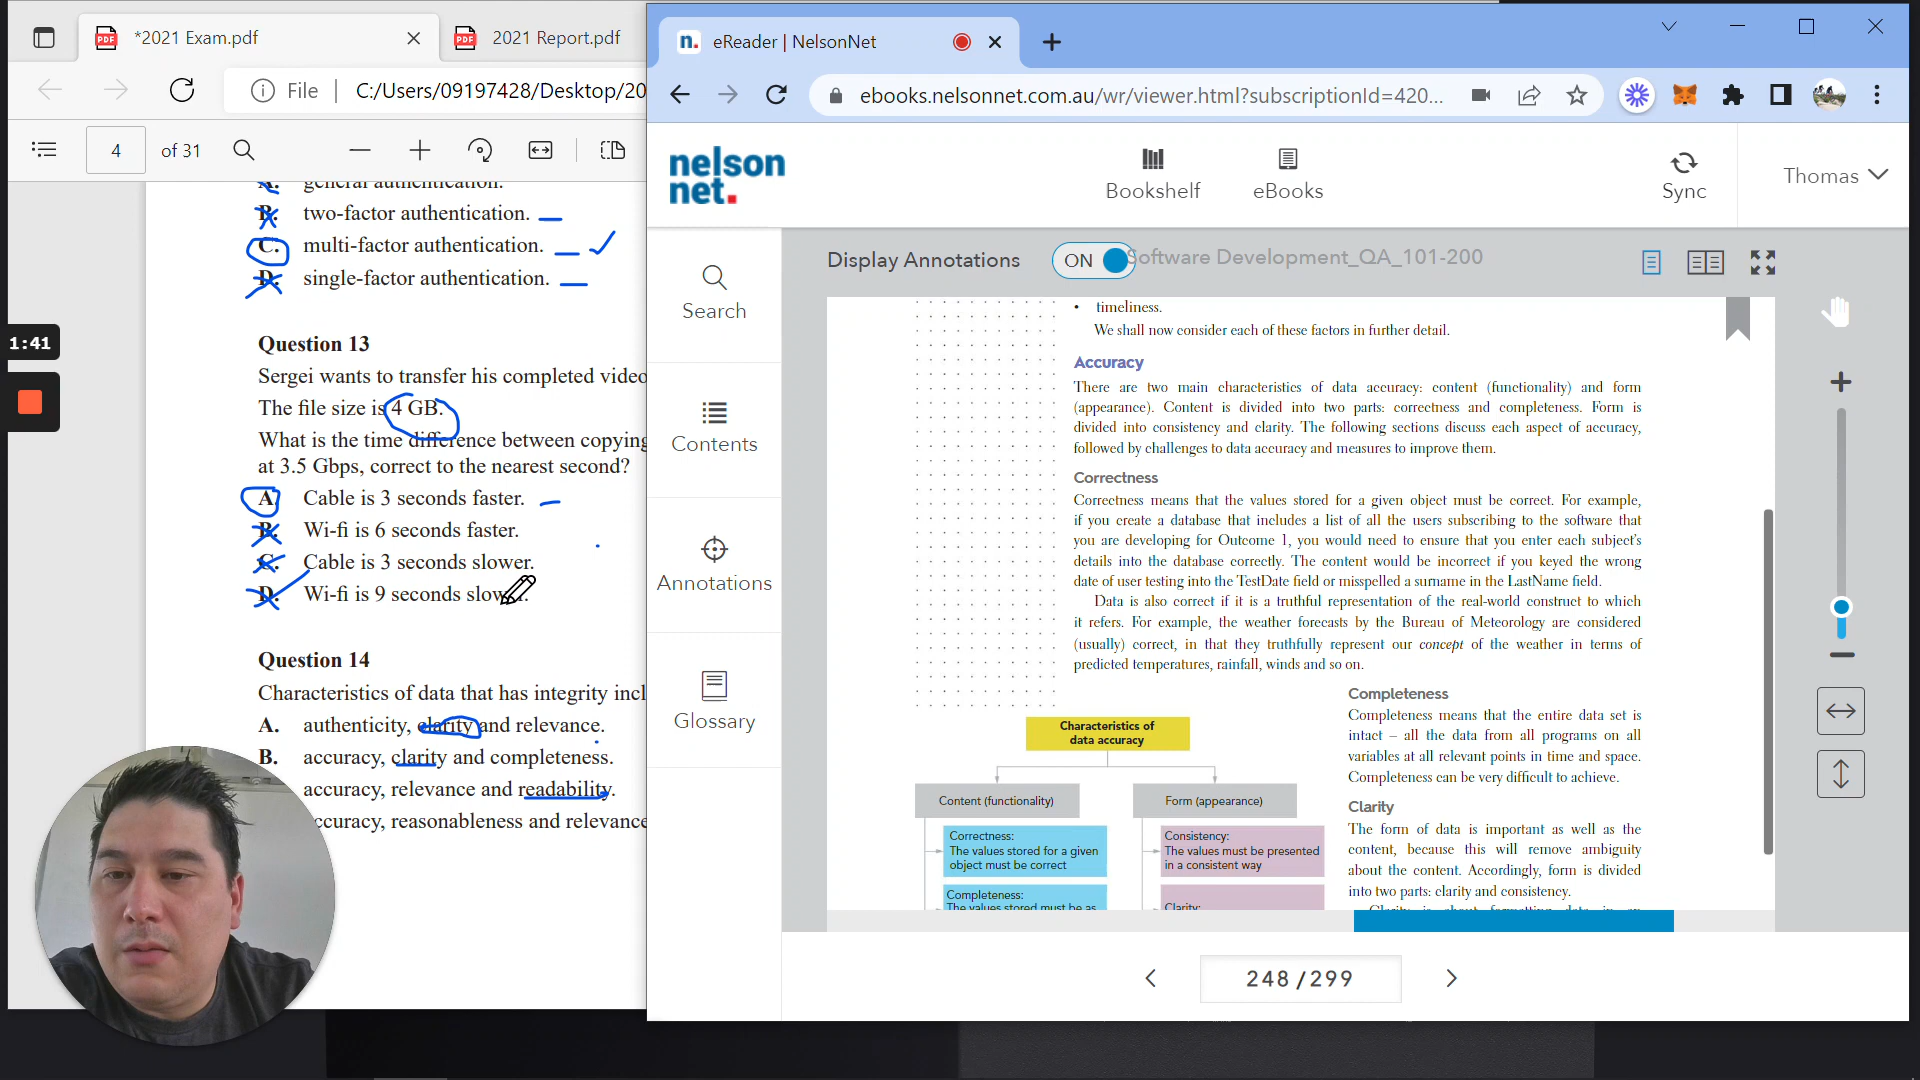 *2021 Exam.pdf
2021 Report.pdf
File
C:/Users/09197428/Desktop/20
4
of 31
general authentication.
B. two-factor authentication.
C. multi-factor authentication.
D. single-factor authentication.
Question 13
Sergei wants to transfer his completed video
The file size is 4 GB.
What is the time difference between copying
at 3.5 Gbps, correct to the nearest second?
A. Cable is 3 seconds faster.
B. Wi-fi is 6 seconds faster.
C. Cable is 3 seconds slower.
D. Wi-fi is 9 seconds slower.
Question 14
Characteristics of data that has integrity incl
A. authenticity, clarity and relevance.
B. accuracy, clarity and completeness.
accuracy, relevance and readability.
ccuracy, reasonableness and relevance
1:41
n.
eReader | NelsonNet
ebooks.nelsonnet.com.au/wr/viewer.html?subscriptionId=420...
nelson
net.
Bookshelf
eBooks
Sync
Thomas
Search
Contents
Annotations
Glossary
Display Annotations
ON
Software Development_QA_101-200
• timeliness.
We shall now consider each of these factors in further detail.
Accuracy
There are two main characteristics of data accuracy: content (functionality) and form
(appearance). Content is divided into two parts: correctness and completeness. Form is
divided into consistency and clarity. The following sections discuss each aspect of accuracy,
followed by challenges to data accuracy and measures to improve them.
Correctness
Correctness means that the values stored for a given object must be correct. For example,
if you create a database that includes a list of all the users subscribing to the software that
you are developing for Outcome 1, you would need to ensure that you enter each subject's
details into the database correctly. The content would be incorrect if you keyed the wrong
date of user testing into the TestDate field or misspelled a surname in the LastName field.
Data is also correct if it is a truthful representation of the real-world construct to which
it refers. For example, the weather forecasts by the Bureau of Meteorology are considered
(usually) correct, in that they truthfully represent our concept of the weather in terms of
predicted temperatures, rainfall, winds and so on.
Characteristics of
data accuracy
Content (functionality)
Form (appearance)
Correctness:
The values stored for a given
object must be correct
Consistency:
The values must be presented
in a consistent way
Completeness:
The values stored must be as
Clarity:
Completeness
Completeness means that the entire data set is
intact – all the data from all programs on all
variables at all relevant points in time and space.
Completeness can be very difficult to achieve.
Clarity
The form of data is important as well as the
content, because this will remove ambiguity
about the content. Accordingly, form is divided
into two parts: clarity and consistency.
Clarity is about formatting data in an
248 / 299